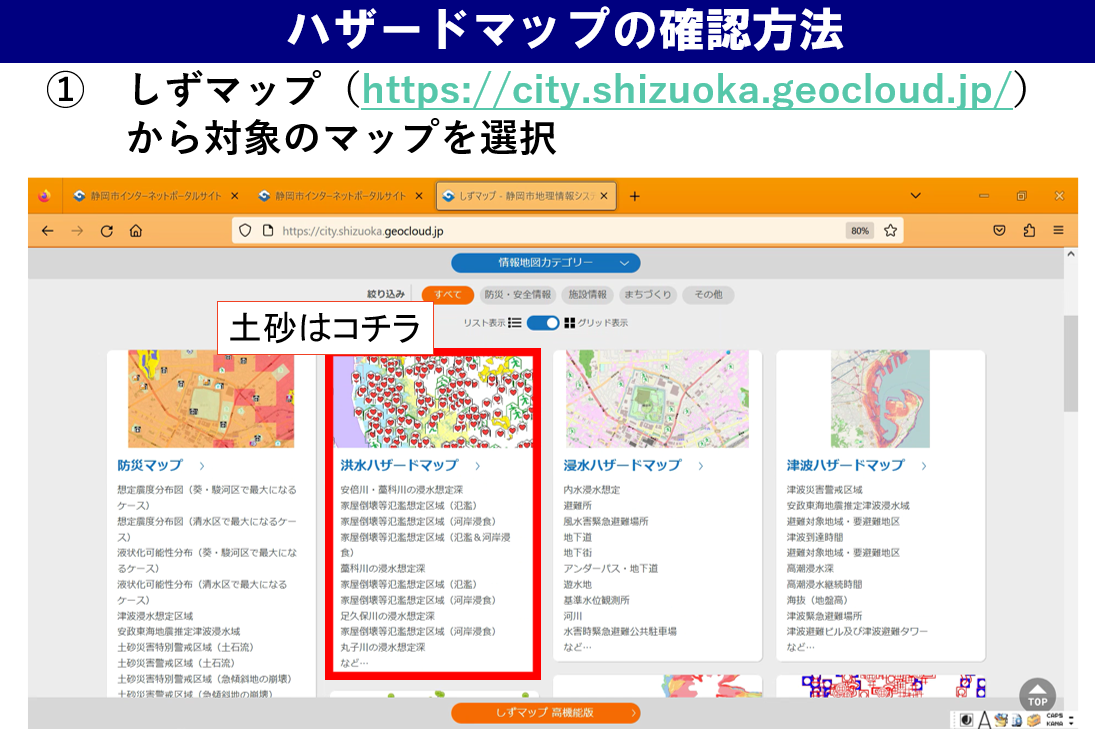 ハザードマップの確認方法
① しずマップ（https://city.shizuoka.geocloud.jp/）
から対象のマップを選択
静岡市インターネットポータルサイト
静岡市インターネットポータルサイト
しずマップ - 静岡市地理情報システ
https://city.shizuoka.geocloud.jp
80%
情報地図カテゴリー
絞り込み
すべて
防災・安全情報
施設情報
まちづくり
その他
リスト表示
グリッド表示
土砂はコチラ
防災マップ
想定震度分布図（葵・駿河区で最大になる
ケース）
想定震度分布図（清水区で最大になるケー
ス）
液状化可能性分布（葵・駿河区で最大にな
るケース）
液状化可能性分布（清水区で最大になる
ケース）
津波浸水想定区域
安政東海地震推定津波浸水域
土砂災害特別警戒区域（土石流）
土砂災害警戒区域（土石流）
土砂災害特別警戒区域（急傾斜地の崩壊）
土砂災害警戒区域（急傾斜地の崩壊）
洪水ハザードマップ
安倍川・藁科川の浸水想定深
家屋倒壊等氾濫想定区域（氾濫）
家屋倒壊等氾濫想定区域（河岸浸食）
家屋倒壊等氾濫想定区域（氾濫＆河岸浸
食）
藁科川の浸水想定深
家屋倒壊等氾濫想定区域（氾濫）
家屋倒壊等氾濫想定区域（河岸浸食）
足久保川の浸水想定深
家屋倒壊等氾濫想定区域（河岸浸食）
丸子川の浸水想定深
など…
浸水ハザードマップ
内水浸水想定
避難所
風水害緊急避難場所
地下道
地下街
アンダーパス・地下道
遊水地
基準水位観測所
河川
水害時緊急避難公共駐車場
など…
津波ハザードマップ
津波災害警戒区域
安政東海地震推定津波浸水域
避難対象地域・要避難地区
津波到達時間
避難対象地域・要避難地区
高潮浸水深
高潮浸水継続時間
海抜（地盤高）
津波緊急避難場所
津波避難ビル及び津波避難タワー
など…
しずマップ 高機能版
TOP
A
CAPS
KANA